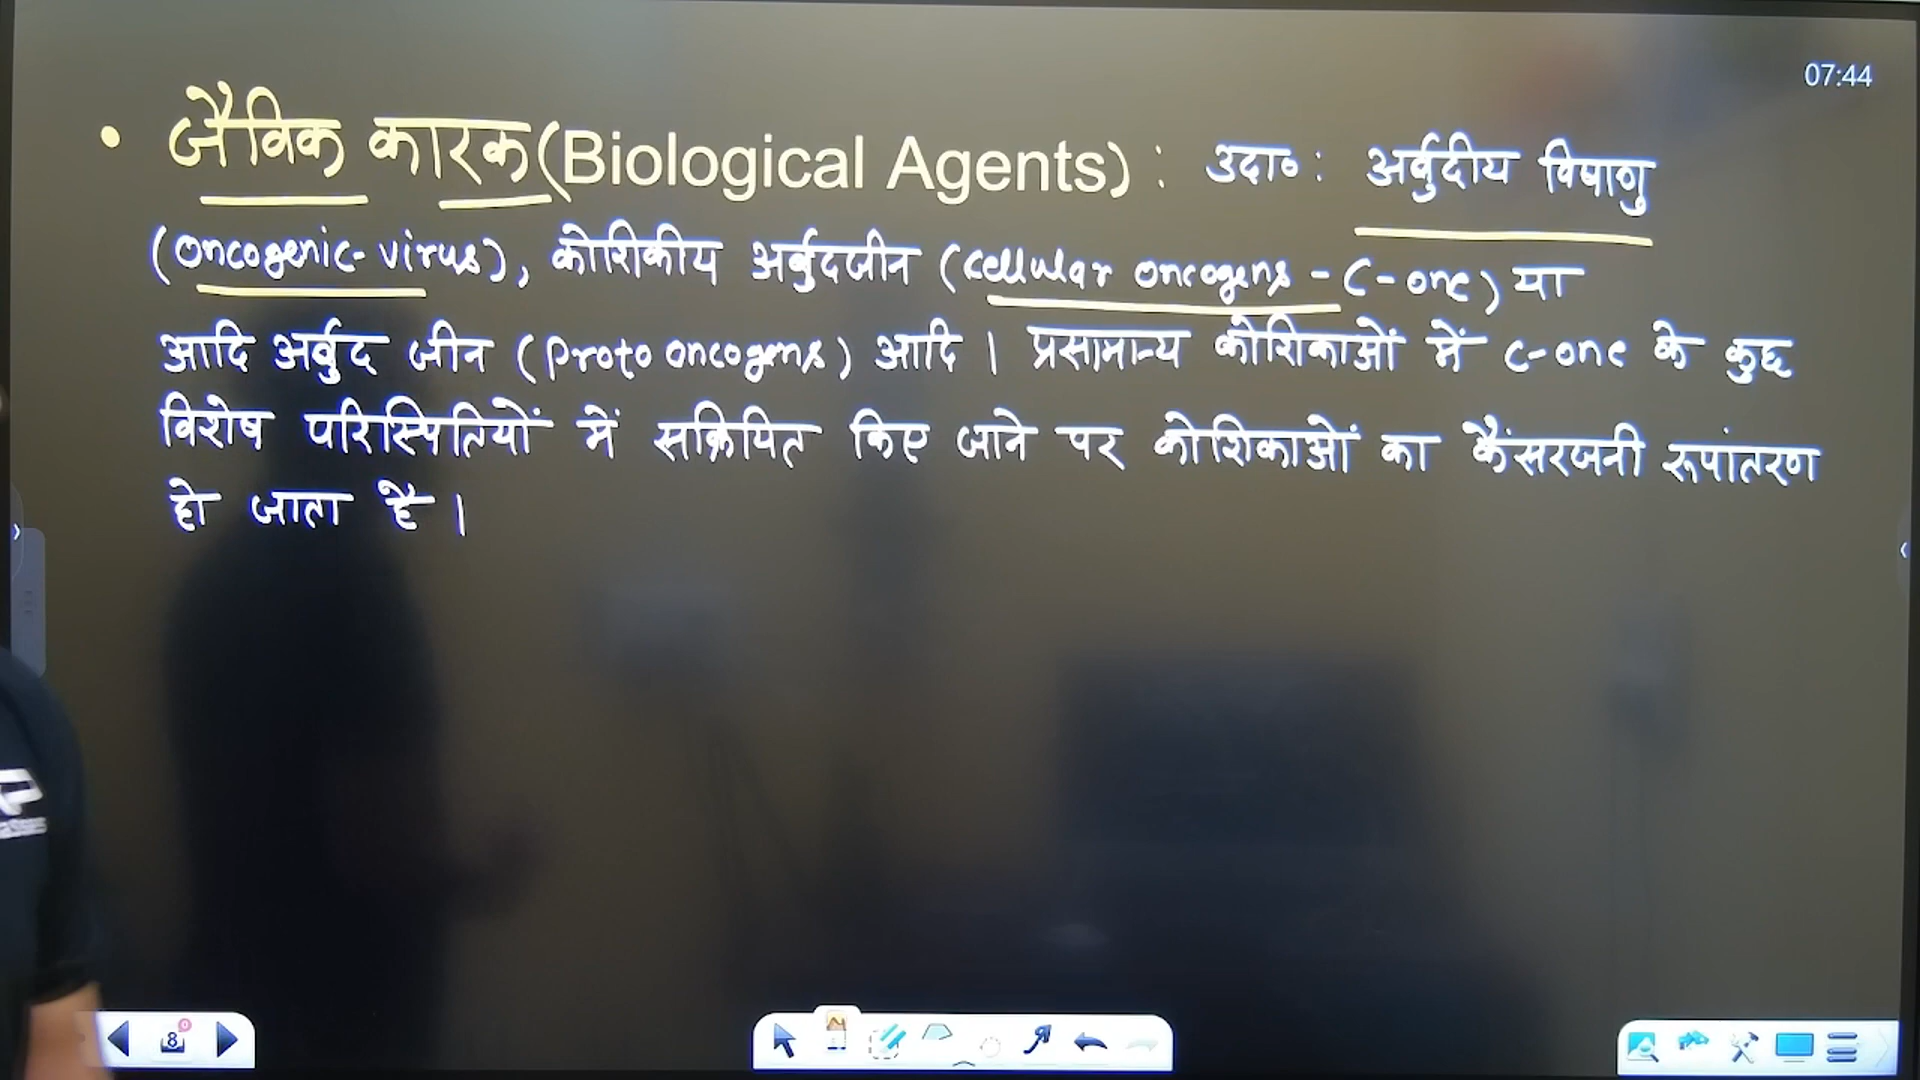 07:44
• जैविक कारक(Biological Agents) : उदा० : अर्बुदीय विषाणु
(oncogenic-virus), कोशिकीय अर्बुदजीन (cellular oncogens - C-onc) या
आदि अर्बुद जीन (proto oncogens) आदि । प्रसामान्य कोशिकाओं में c-onc के कुछ
विशेष परिस्थितियों में सक्रियित किए जाने पर कोशिकाओं का कैंसरजनी रूपांतरण
हो जाता है ।
8